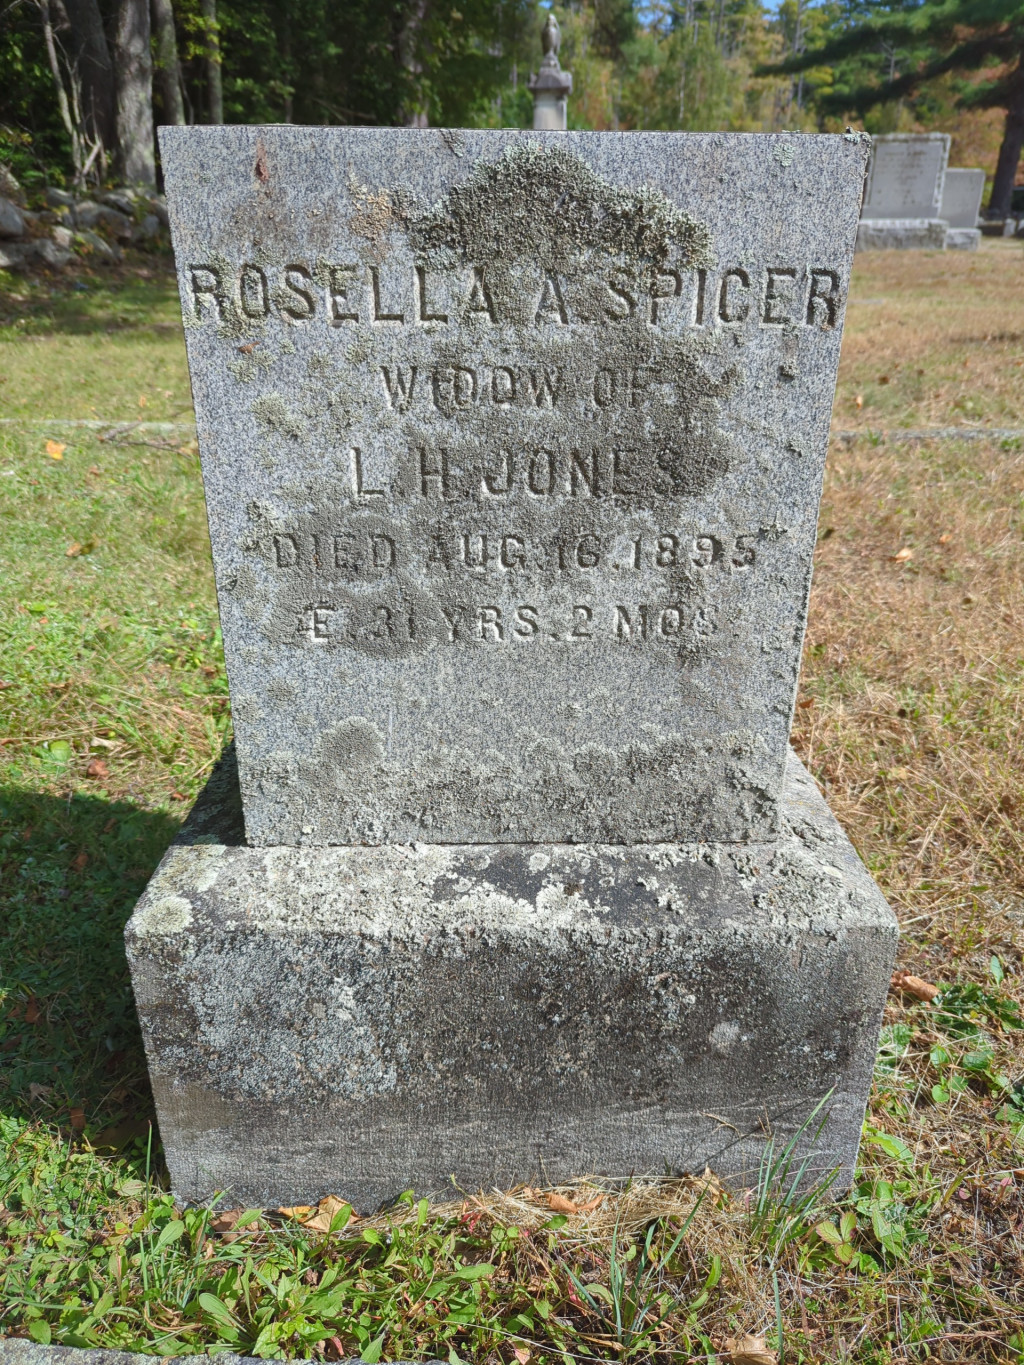 ROSELLA A. SPICER
WIDOW OF
L. H. JONES
DIED AUG. 16. 1895
Æ. 31 YRS. 2 MOS.